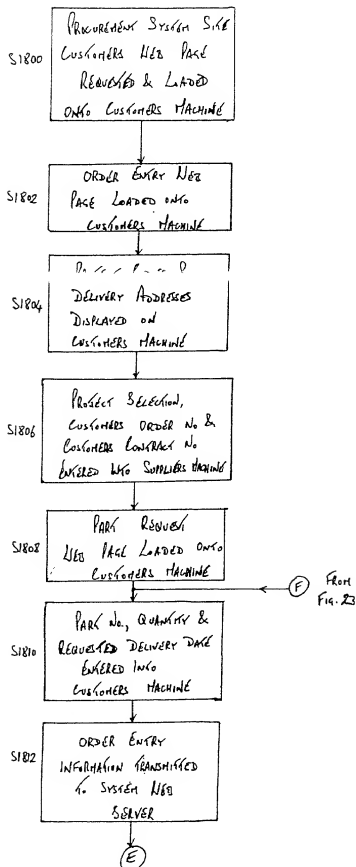 S1800
PROCUREMENT SYSTEM SITE
CUSTOMERS WEB PAGE
REQUESTED & LOADED
ONTO CUSTOMERS MACHINE
S1802
ORDER ENTRY WEB
PAGE LOADED ONTO
CUSTOMERS MACHINE
S1804
DELIVERY ADDRESSES
DISPLAYED ON
CUSTOMERS MACHINE
S1806
PROJECT SELECTION,
CUSTOMERS ORDER NO &
CUSTOMERS CONTRACT NO
ENTERED INTO SUPPLIERS MACHINE
S1808
PART REQUEST
WEB PAGE LOADED ONTO
CUSTOMERS MACHINE
F FROM
FIG. 23
S1810
PART NO., QUANTITY &
REQUESTED DELIVERY DATE
ENTERED INTO
CUSTOMERS MACHINE
S1812
ORDER ENTRY
INFORMATION TRANSMITTED
TO SYSTEM WEB
SERVER
E